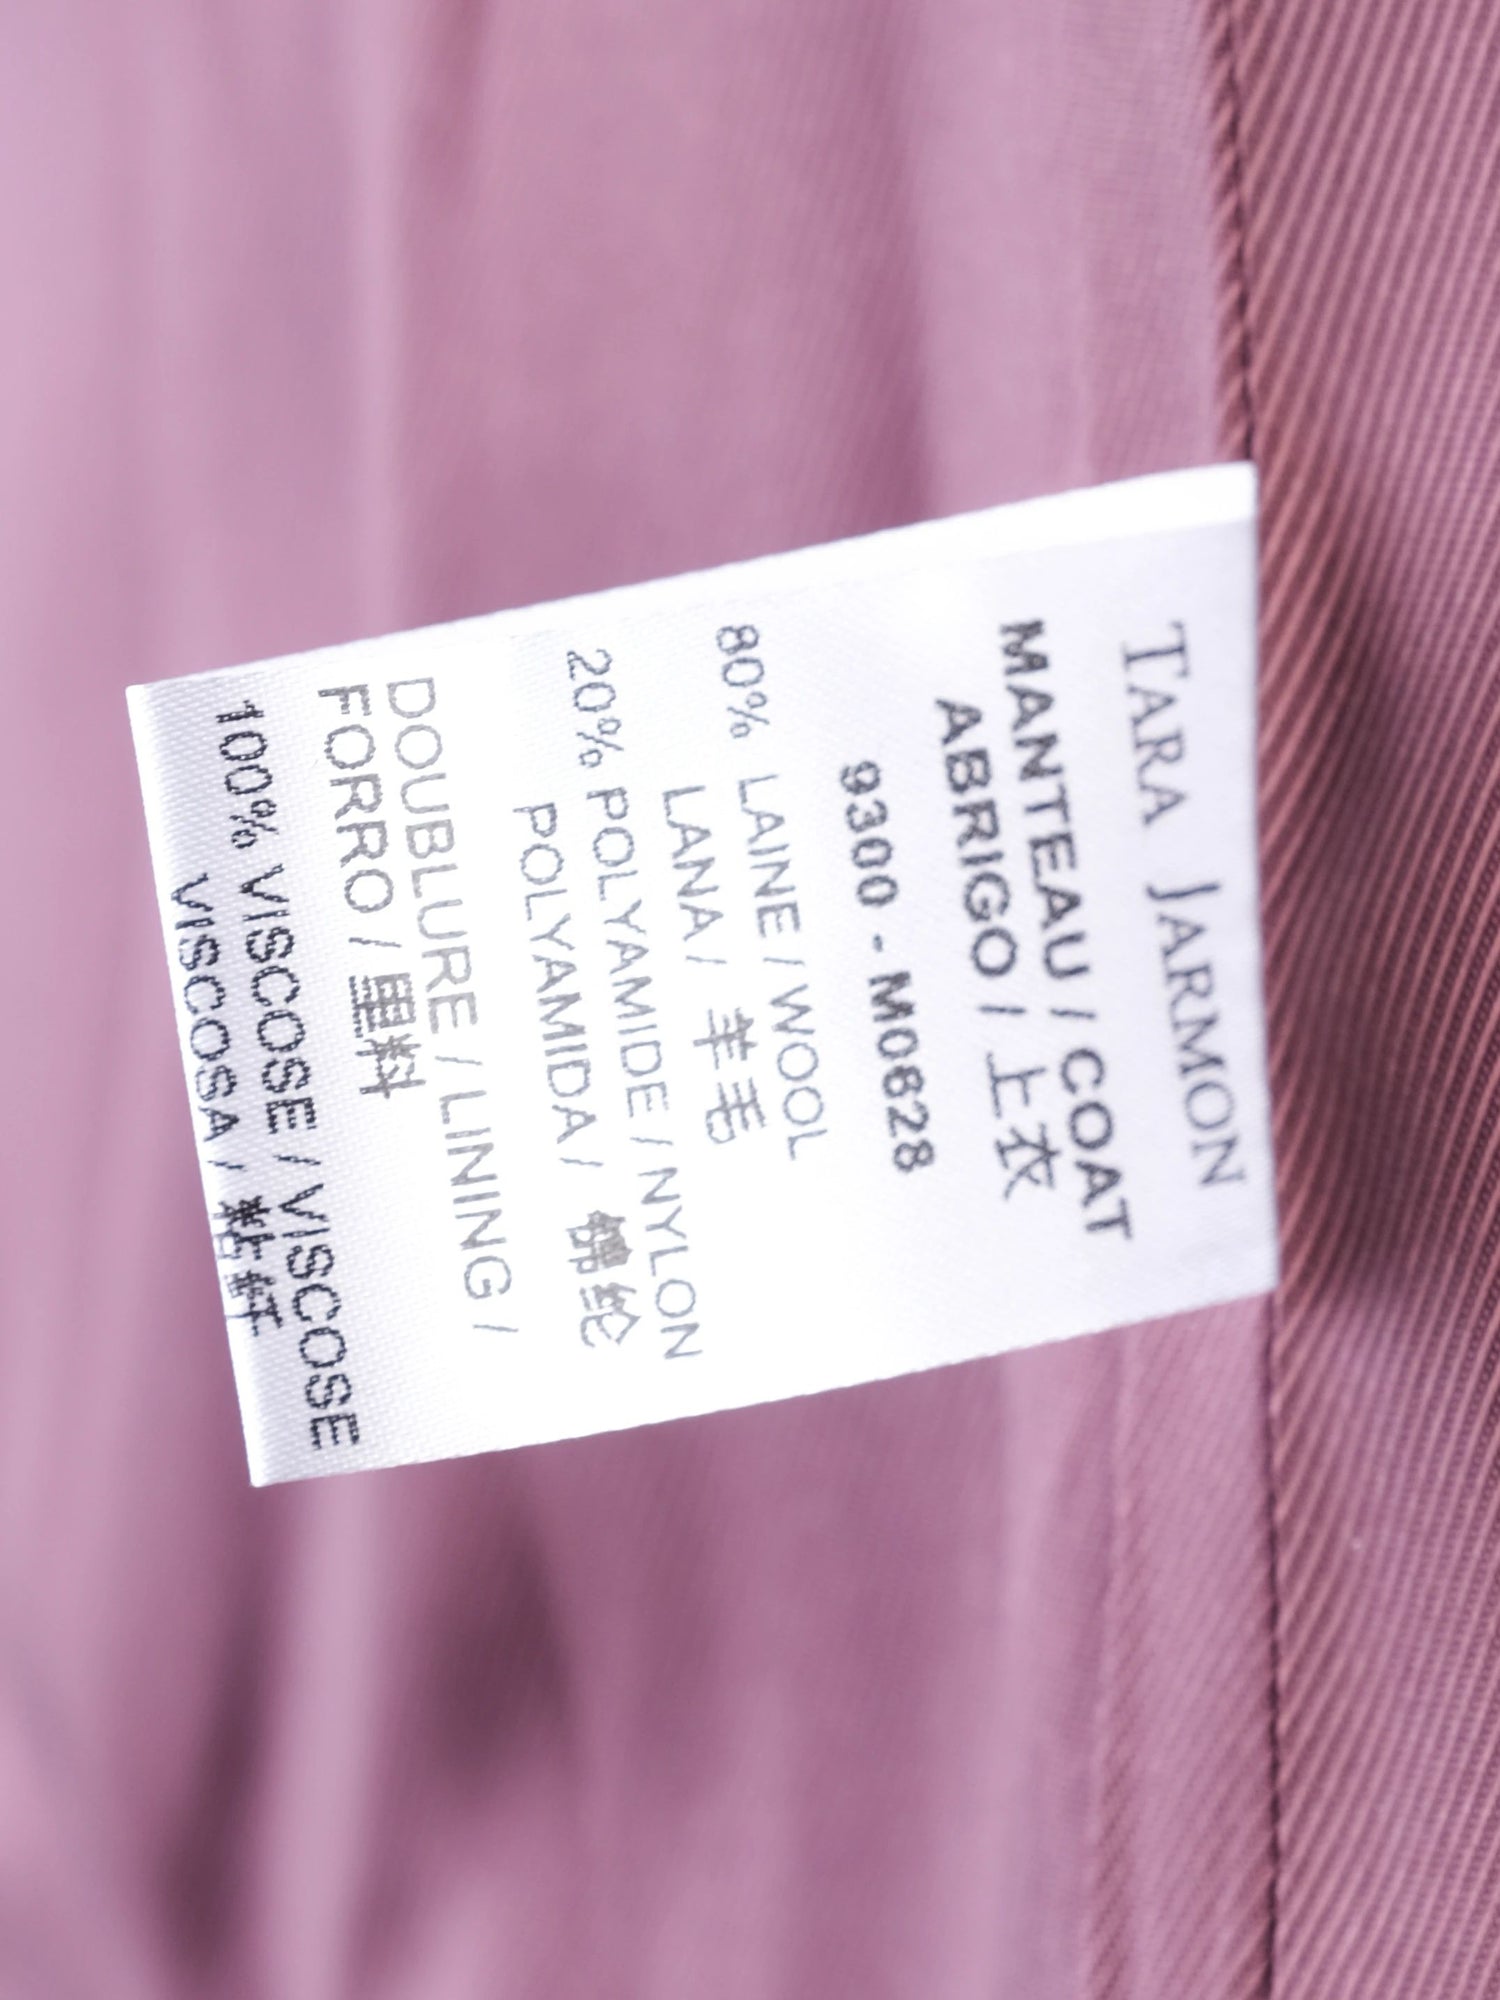 TARA JARMON
MANTEAU / COAT
ABRIGO / 上衣
9300 - M0628
80% LAINE / WOOL
LANA / 羊毛
20% POLYAMIDE / NYLON
POLYAMIDA / 锦纶
DOUBLURE / LINING /
FORRO / 里料
100% VISCOSE / VISCOSE
VISCOSA / 粘纤